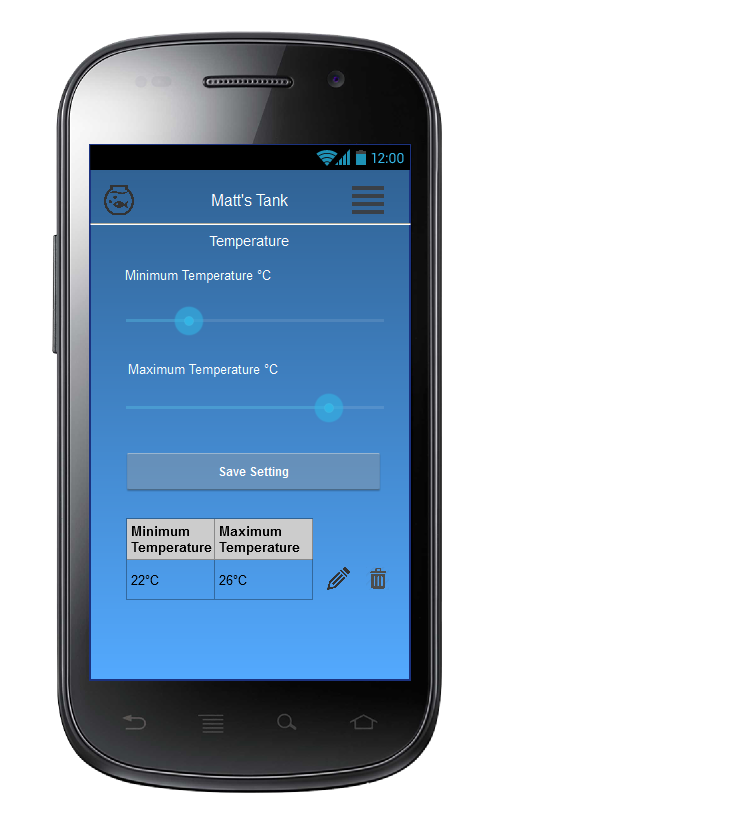 12:00
Matt's Tank
Temperature
Minimum Temperature °C
Maximum Temperature °C
Save Setting
Minimum Temperature
Maximum Temperature
22°C
26°C